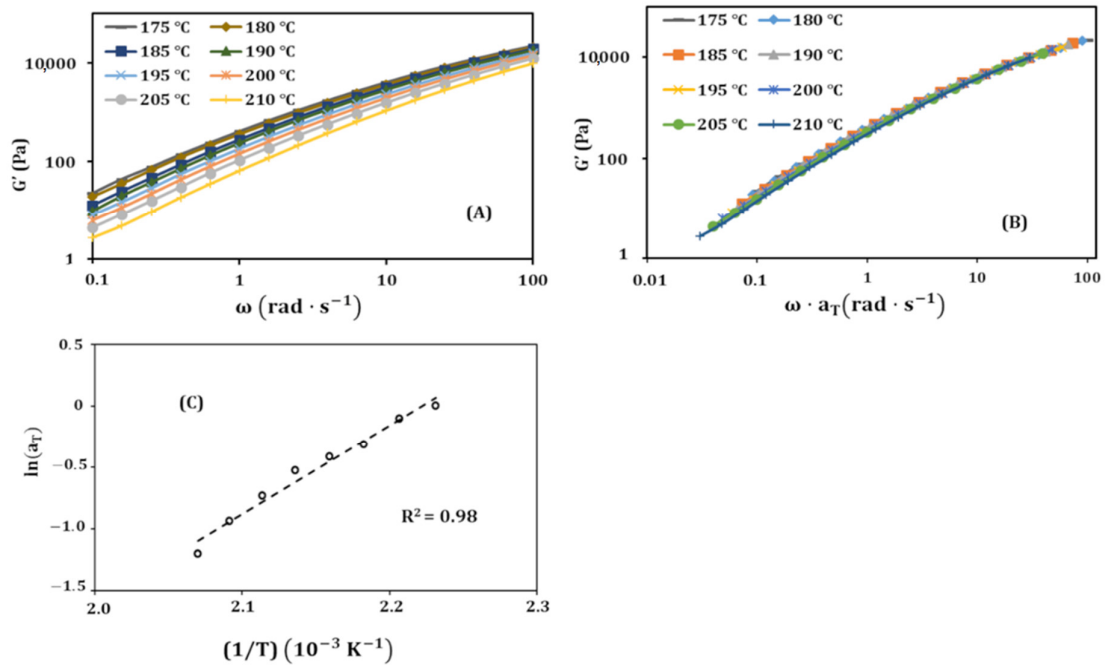 175 °C 180 °C
185 °C 190 °C
195 °C 200 °C
205 °C 210 °C
10,000
100
1
G′ (Pa)
(A)
0.1 1 10 100
ω (rad · s⁻¹)
175 °C 180 °C
185 °C 190 °C
195 °C 200 °C
205 °C 210 °C
10,000
100
1
G′ (Pa)
(B)
0.01 0.1 1 10 100
ω · a_T(rad · s⁻¹)
0.5
0
−0.5
−1.0
−1.5
ln(a_T)
(C)
R² = 0.98
2.0 2.1 2.2 2.3
(1/T) (10⁻³ K⁻¹)